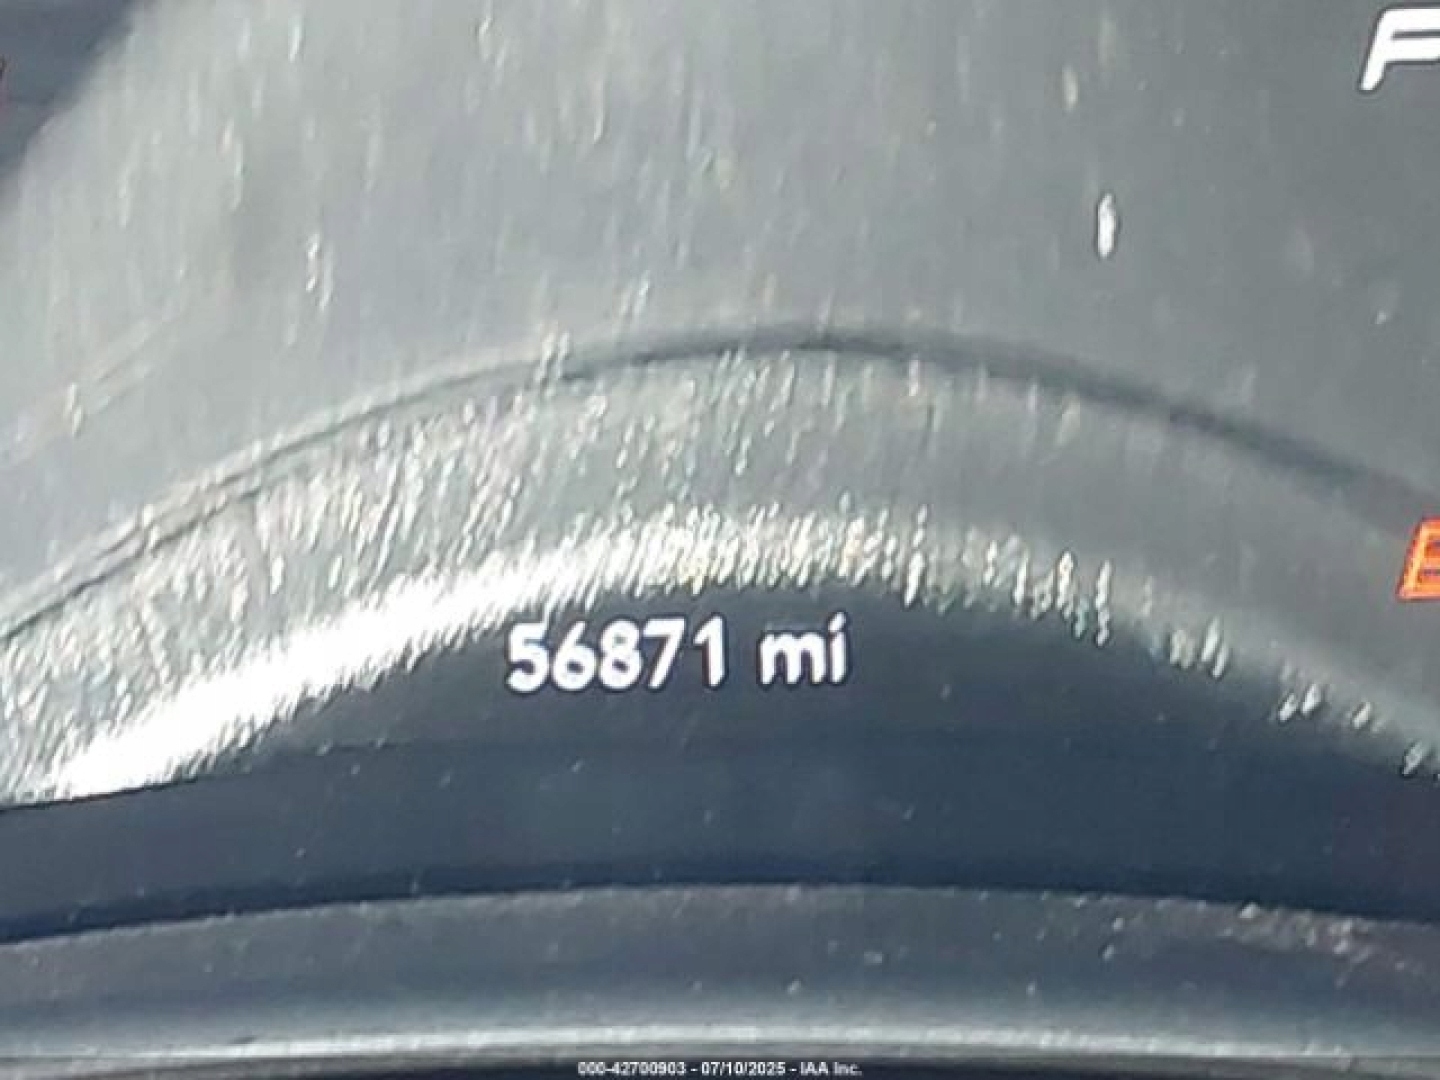 F
56871 mi
E
000-42700903 - 07/10/2025 - IAA Inc.